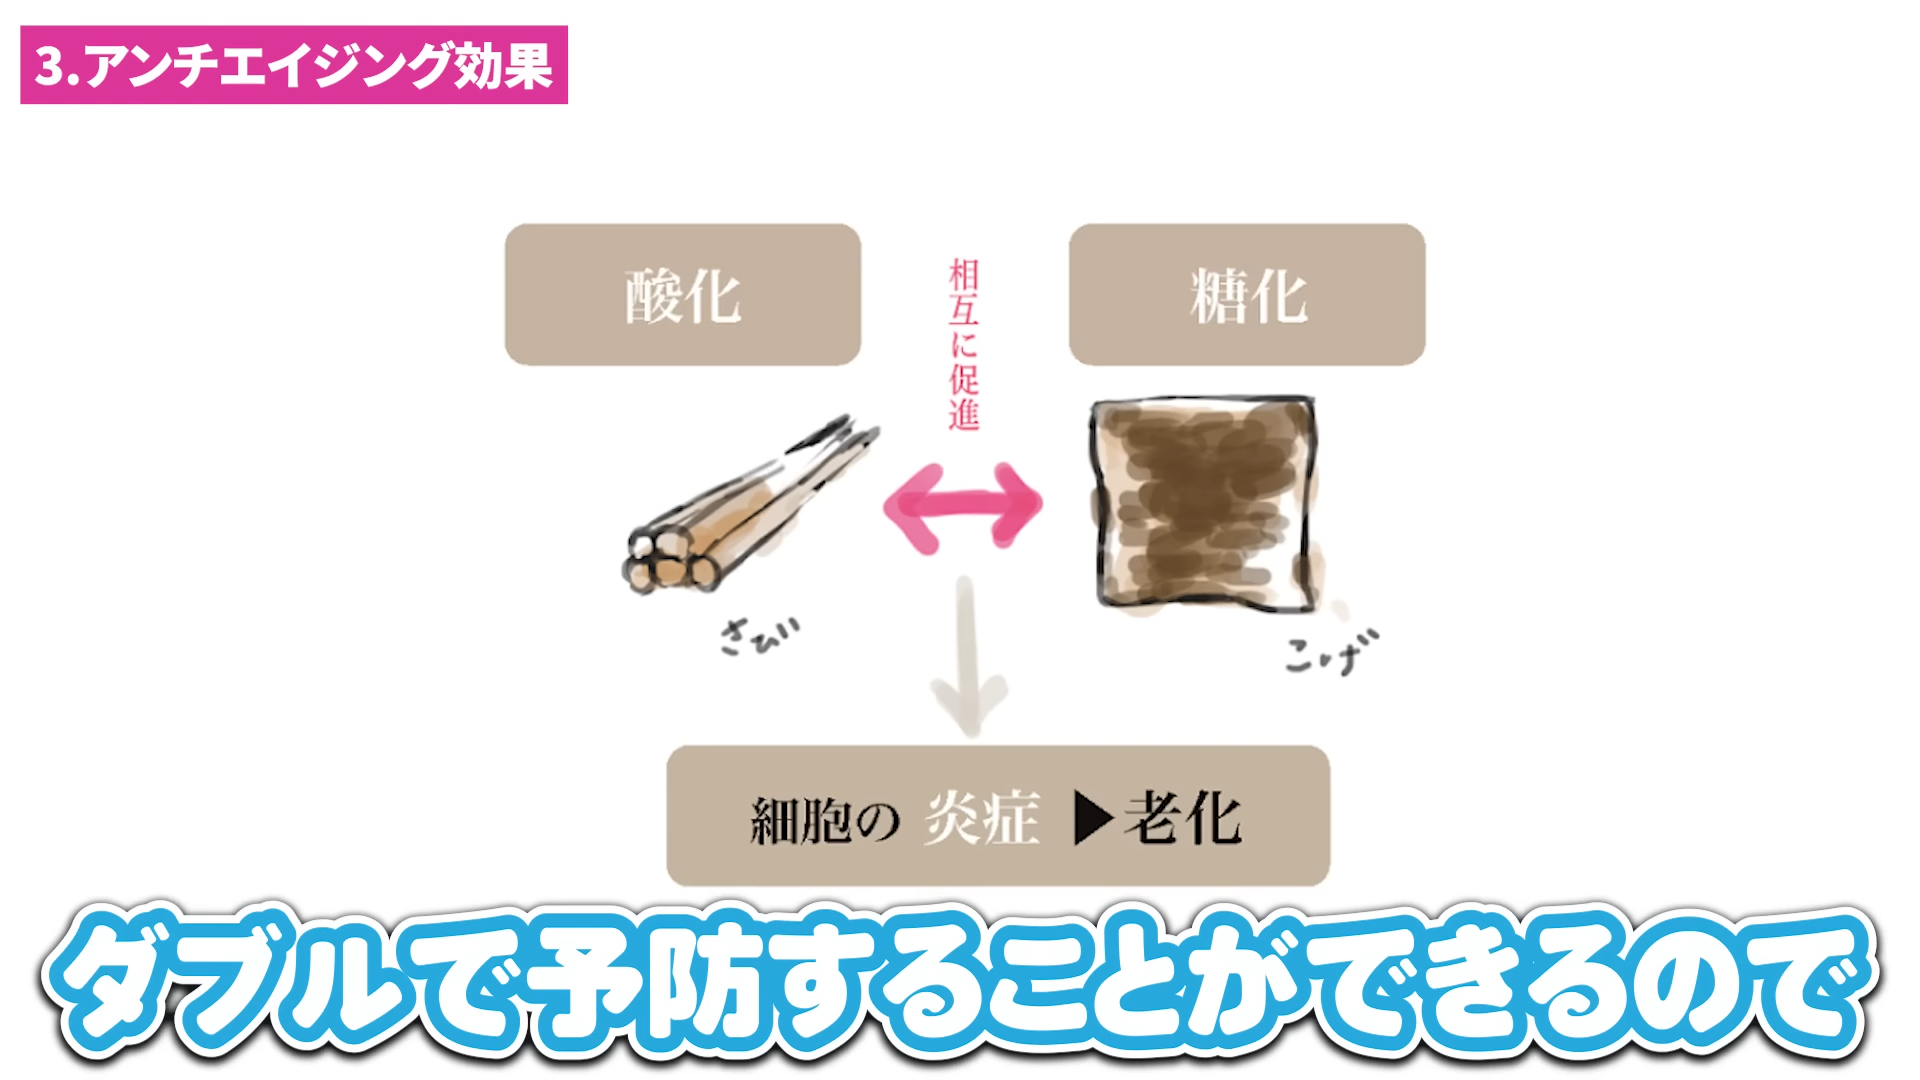 3.アンチエイジング効果
酸化
相互に促進
糖化
さび
こげ
細胞の 炎症 ▶老化
ダブルで予防することができるので